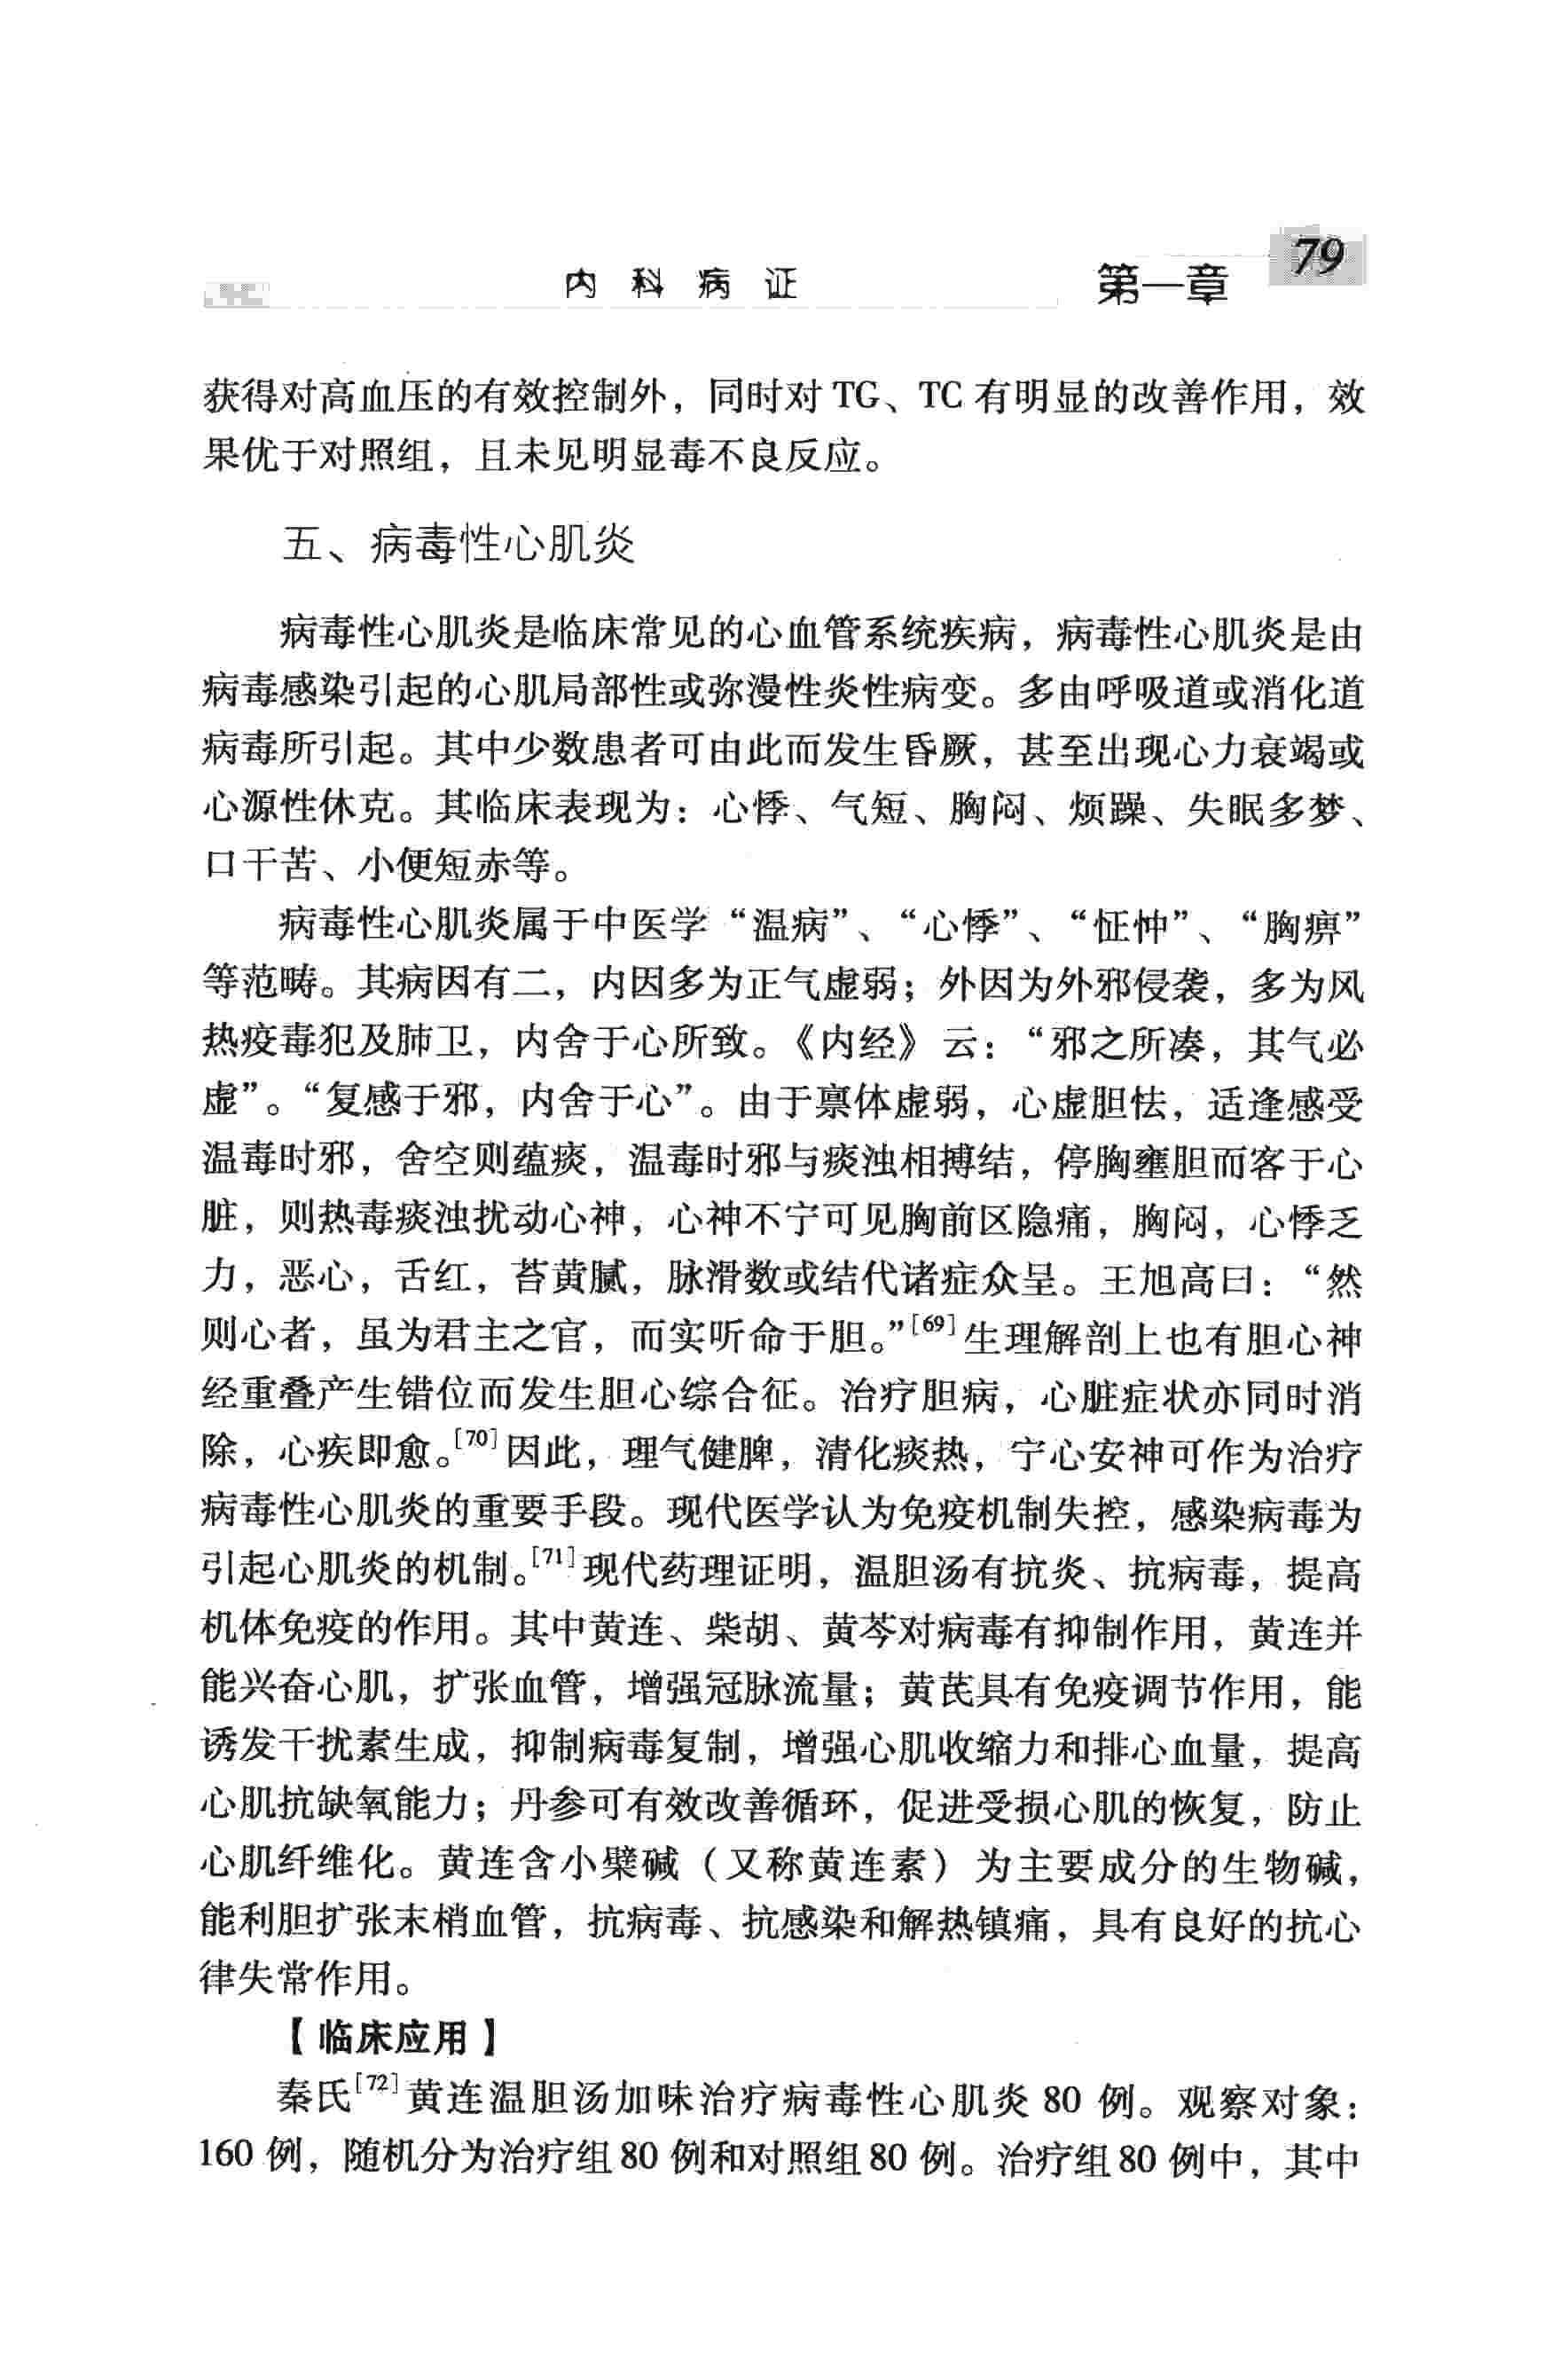 内科病证
第一章
79
获得对高血压的有效控制外，同时对 TG、TC 有明显的改善作用，效
果优于对照组，且未见明显毒不良反应。
五、病毒性心肌炎
病毒性心肌炎是临床常见的心血管系统疾病，病毒性心肌炎是由
病毒感染引起的心肌局部性或弥漫性炎性病变。多由呼吸道或消化道
病毒所引起。其中少数患者可由此而发生昏厥，甚至出现心力衰竭或
心源性休克。其临床表现为：心悸、气短、胸闷、烦躁、失眠多梦、
口干苦、小便短赤等。
病毒性心肌炎属于中医学“温病”、“心悸”、“怔忡”、“胸痹”
等范畴。其病因有二，内因多为正气虚弱；外因为外邪侵袭，多为风
热疫毒犯及肺卫，内舍于心所致。《内经》云：“邪之所凑，其气必
虚”。“复感于邪，内舍于心”。由于禀体虚弱，心虚胆怯，适逢感受
温毒时邪，舍空则蕴痰，温毒时邪与痰浊相搏结，停胸壅胆而客于心
脏，则热毒痰浊扰动心神，心神不宁可见胸前区隐痛，胸闷，心悸乏
力，恶心，舌红，苔黄腻，脉滑数或结代诸症众呈。王旭高曰：“然
则心者，虽为君主之官，而实听命于胆。”[69]生理解剖上也有胆心神
经重叠产生错位而发生胆心综合征。治疗胆病，心脏症状亦同时消
除，心疾即愈。[70]因此，理气健脾，清化痰热，宁心安神可作为治疗
病毒性心肌炎的重要手段。现代医学认为免疫机制失控，感染病毒为
引起心肌炎的机制。[71]现代药理证明，温胆汤有抗炎、抗病毒，提高
机体免疫的作用。其中黄连、柴胡、黄芩对病毒有抑制作用，黄连并
能兴奋心肌，扩张血管，增强冠脉流量；黄芪具有免疫调节作用，能
诱发干扰素生成，抑制病毒复制，增强心肌收缩力和排心血量，提高
心肌抗缺氧能力；丹参可有效改善循环，促进受损心肌的恢复，防止
心肌纤维化。黄连含小檗碱（又称黄连素）为主要成分的生物碱，
能利胆扩张末梢血管，抗病毒、抗感染和解热镇痛，具有良好的抗心
律失常作用。
【临床应用】
秦氏[72]黄连温胆汤加味治疗病毒性心肌炎 80 例。观察对象：
160 例，随机分为治疗组 80 例和对照组 80 例。治疗组 80 例中，其中